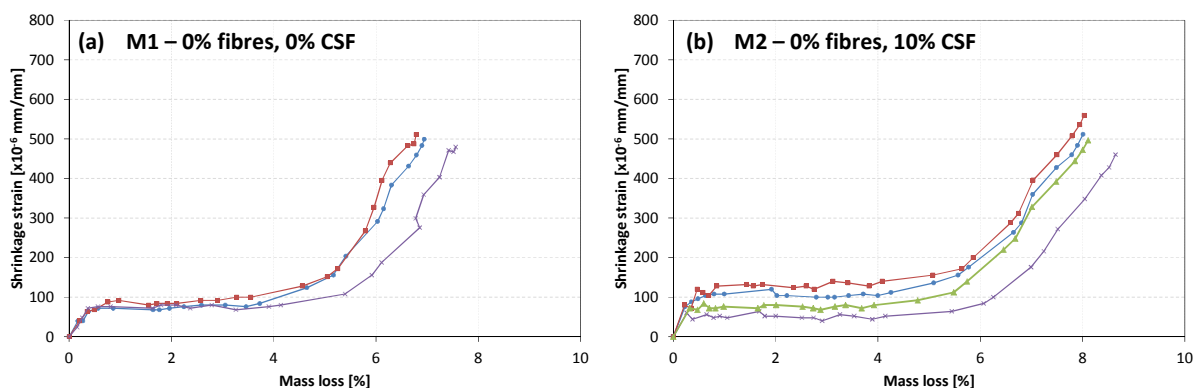 (a) M1 – 0% fibres, 0% CSF
Shrinkage strain [x10⁻⁶ mm/mm)
800
700
600
500
400
300
200
100
0
0 2 4 6 8 10
Mass loss [%]
(b) M2 – 0% fibres, 10% CSF
Shrinkage strain [x10⁻⁶ mm/mm)
800
700
600
500
400
300
200
100
0
0 2 4 6 8 10
Mass loss [%]